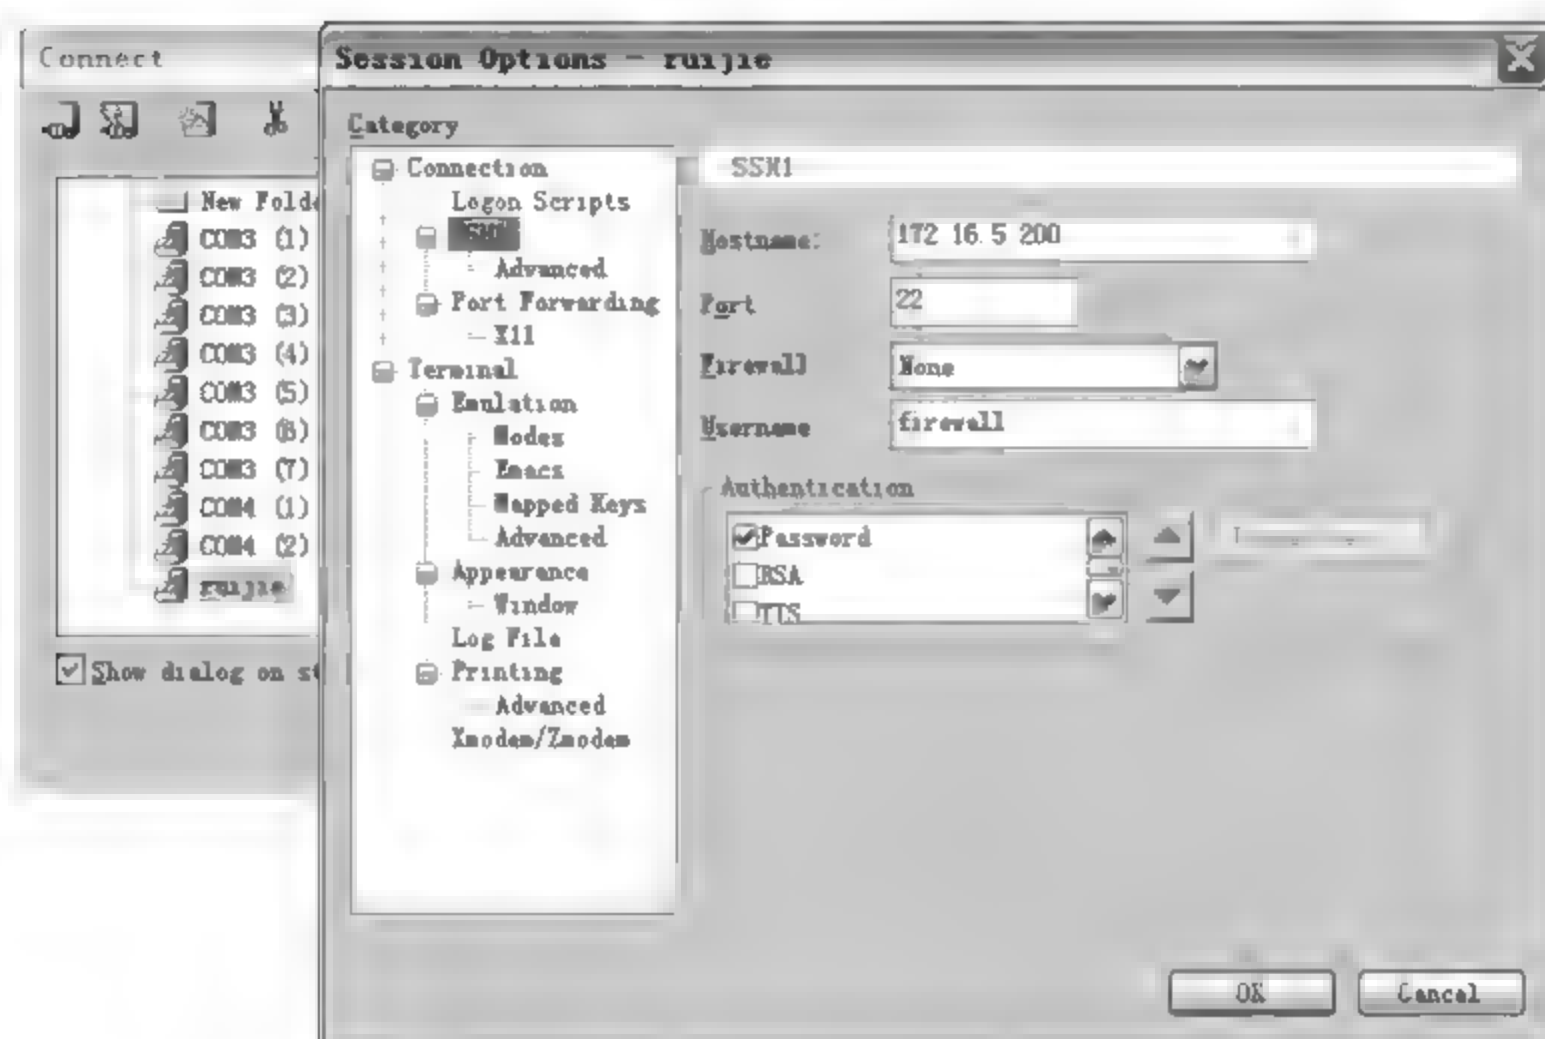 Connect
New Folde
COM3 (1)
COM3 (2)
COM3 (3)
COM3 (4)
COM3 (5)
COM3 (6)
COM3 (7)
COM4 (1)
COM4 (2)
ruijie
Show dialog on st
Session Options - ruijie
Category
Connection
Logon Scripts
Advanced
Port Forwarding
X11
Terminal
Emulation
Modes
Emacs
Mapped Keys
Advanced
Appearance
Window
Log File
Printing
Advanced
Xmodem/Zmodem
SSH1
Hostname:
172 16.5 200
Port
22
Firewall
None
Username
firewall
Authentication
Password
RSA
TIS
OK
Cancel